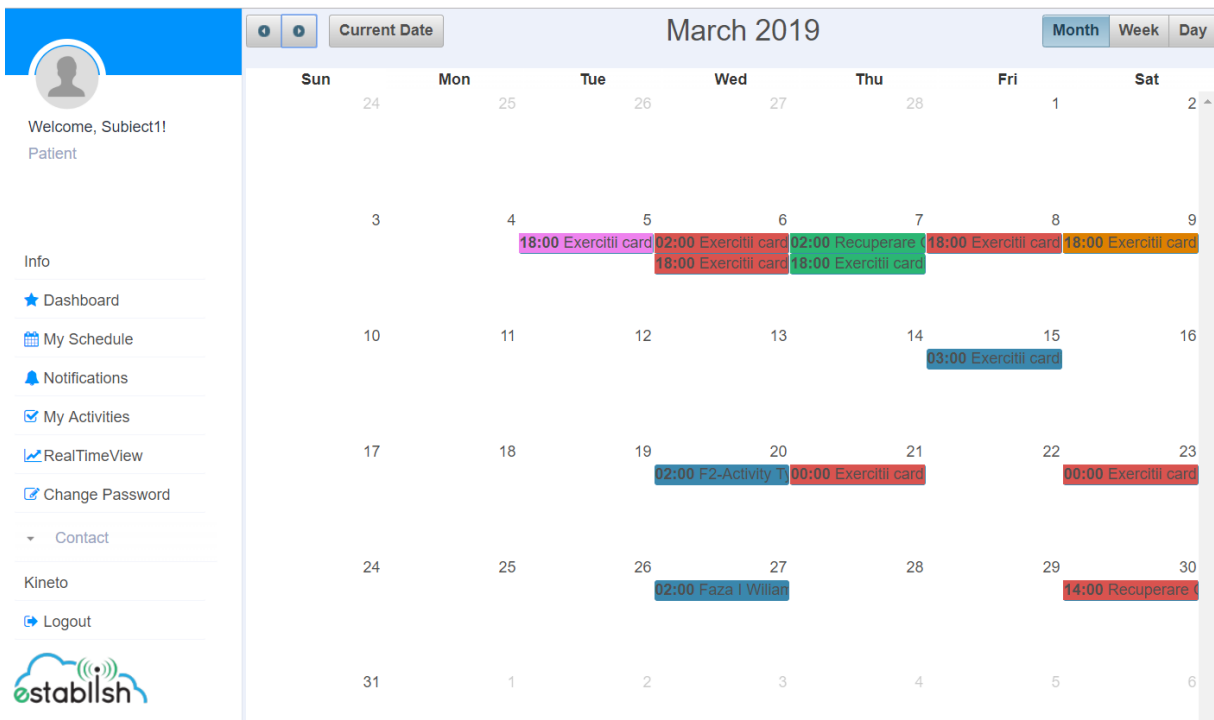 Current Date
March 2019
Month Week Day
Sun Mon Tue Wed Thu Fri Sat
24 25 26 27 28 1 2
Welcome, Subiect1!
Patient
3 4 5 6 7 8 9
18:00 Exercitii card 02:00 Exercitii card 02:00 Recuperare 18:00 Exercitii card 18:00 Exercitii card
18:00 Exercitii card 18:00 Exercitii card
Info
Dashboard
My Schedule
Notifications
My Activities
RealTimeView
Change Password
Contact
Kineto
Logout
establish
10 11 12 13 14 15 16
03:00 Exercitii card
17 18 19 20 21 22 23
02:00 F2-Activity 00:00 Exercitii card 00:00 Exercitii card
24 25 26 27 28 29 30
02:00 Faza I 14:00 Recuperare
31 1 2 3 4 5 6